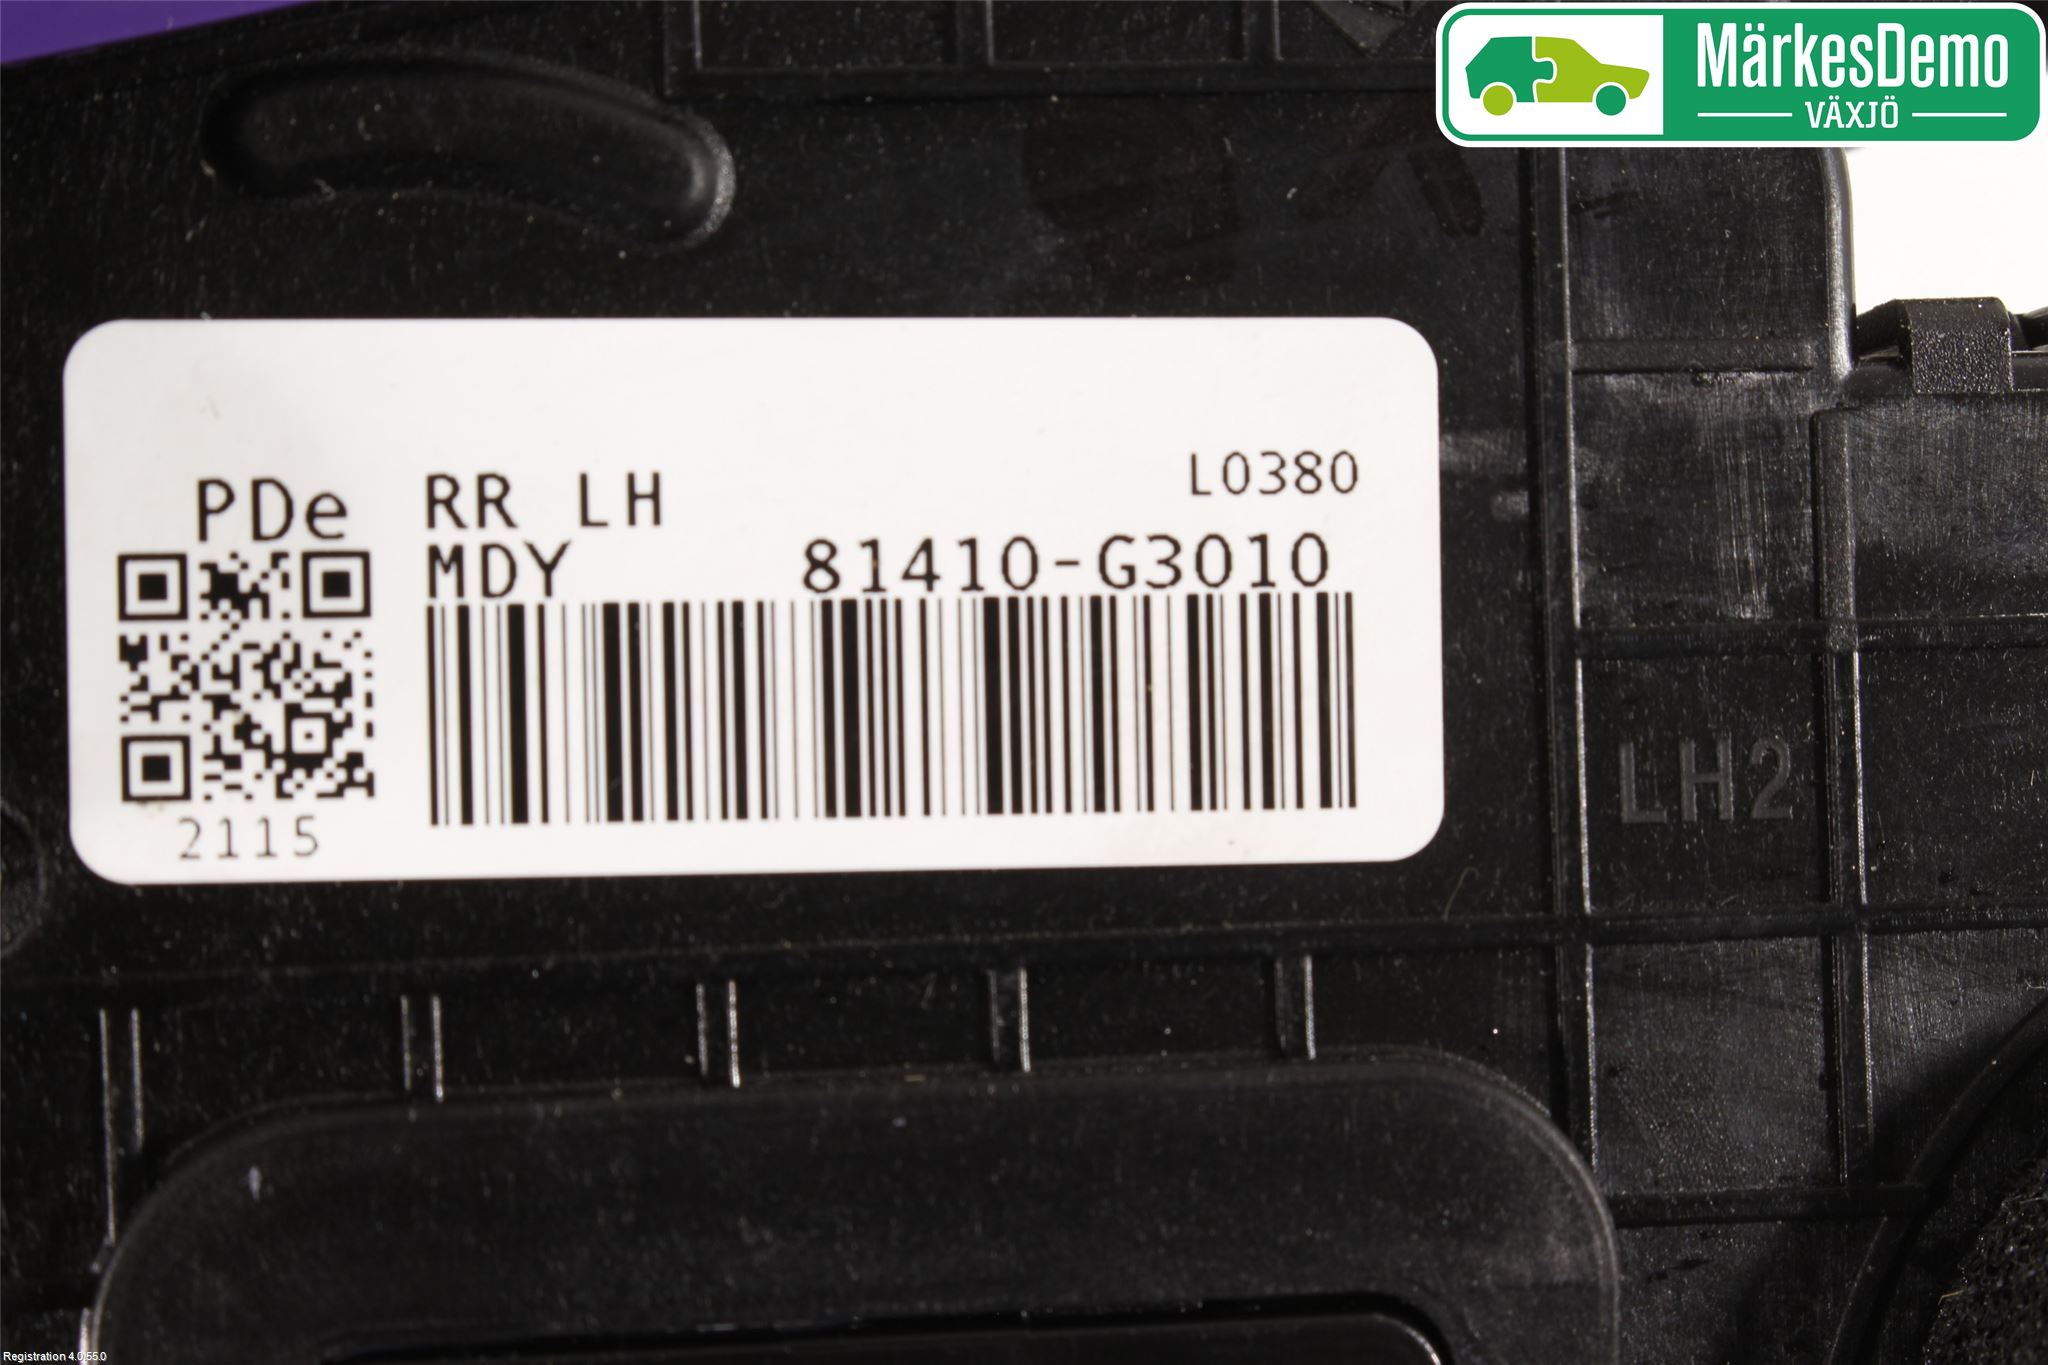 MärkesDemo
VÄXJÖ
PDe
RR LH
L0380
MDY
81410-G3010
2115
LH2
Registration 4.0.55.0